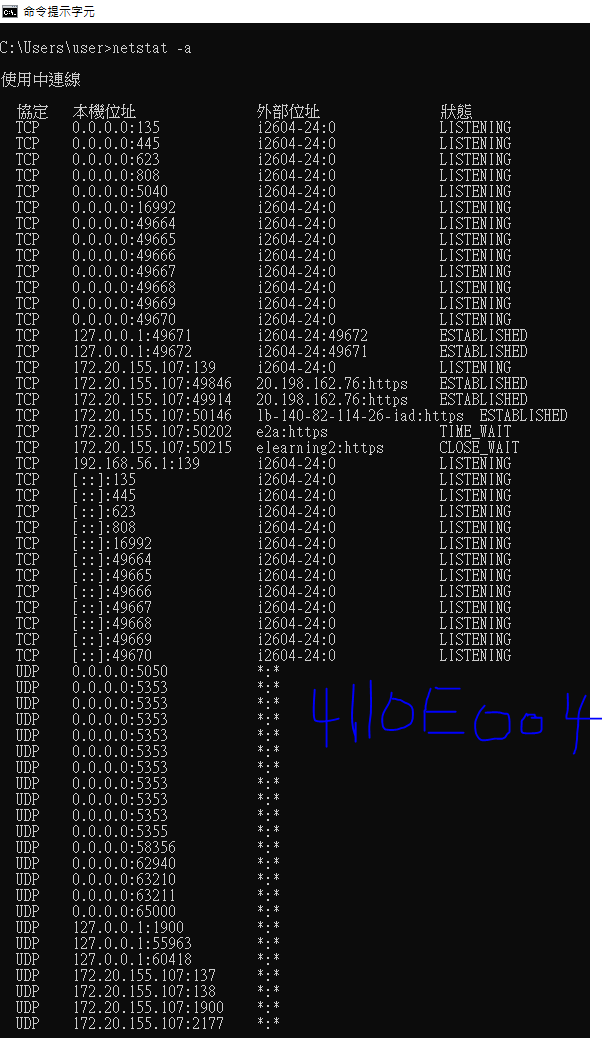 命令提示字元
C:\Users\user>netstat -a
使用中連線
協定 本機位址 外部位址 狀態
TCP 0.0.0.0:135 i2604-24:0 LISTENING
TCP 0.0.0.0:445 i2604-24:0 LISTENING
TCP 0.0.0.0:623 i2604-24:0 LISTENING
TCP 0.0.0.0:808 i2604-24:0 LISTENING
TCP 0.0.0.0:5040 i2604-24:0 LISTENING
TCP 0.0.0.0:16992 i2604-24:0 LISTENING
TCP 0.0.0.0:49664 i2604-24:0 LISTENING
TCP 0.0.0.0:49665 i2604-24:0 LISTENING
TCP 0.0.0.0:49666 i2604-24:0 LISTENING
TCP 0.0.0.0:49667 i2604-24:0 LISTENING
TCP 0.0.0.0:49668 i2604-24:0 LISTENING
TCP 0.0.0.0:49669 i2604-24:0 LISTENING
TCP 0.0.0.0:49670 i2604-24:0 LISTENING
TCP 127.0.0.1:49671 i2604-24:49672 ESTABLISHED
TCP 127.0.0.1:49672 i2604-24:49671 ESTABLISHED
TCP 172.20.155.107:139 i2604-24:0 LISTENING
TCP 172.20.155.107:49846 20.198.162.76:https ESTABLISHED
TCP 172.20.155.107:49914 20.198.162.76:https ESTABLISHED
TCP 172.20.155.107:50146 lb-140-82-114-26-iad:https ESTABLISHED
TCP 172.20.155.107:50202 e2a:https TIME_WAIT
TCP 172.20.155.107:50215 elearning2:https CLOSE_WAIT
TCP 192.168.56.1:139 i2604-24:0 LISTENING
TCP [::]:135 i2604-24:0 LISTENING
TCP [::]:445 i2604-24:0 LISTENING
TCP [::]:623 i2604-24:0 LISTENING
TCP [::]:808 i2604-24:0 LISTENING
TCP [::]:16992 i2604-24:0 LISTENING
TCP [::]:49664 i2604-24:0 LISTENING
TCP [::]:49665 i2604-24:0 LISTENING
TCP [::]:49666 i2604-24:0 LISTENING
TCP [::]:49667 i2604-24:0 LISTENING
TCP [::]:49668 i2604-24:0 LISTENING
TCP [::]:49669 i2604-24:0 LISTENING
TCP [::]:49670 i2604-24:0 LISTENING
UDP 0.0.0.0:5050 *:*
UDP 0.0.0.0:5353 *:*
UDP 0.0.0.0:5353 *:*
UDP 0.0.0.0:5353 *:*
UDP 0.0.0.0:5353 *:*
UDP 0.0.0.0:5353 *:*
UDP 0.0.0.0:5353 *:*
UDP 0.0.0.0:5353 *:*
UDP 0.0.0.0:5353 *:*
UDP 0.0.0.0:5353 *:*
UDP 0.0.0.0:5355 *:*
UDP 0.0.0.0:58356 *:*
UDP 0.0.0.0:62940 *:*
UDP 0.0.0.0:63210 *:*
UDP 0.0.0.0:63211 *:*
UDP 0.0.0.0:65000 *:*
UDP 127.0.0.1:1900 *:*
UDP 127.0.0.1:55963 *:*
UDP 127.0.0.1:60418 *:*
UDP 172.20.155.107:137 *:*
UDP 172.20.155.107:138 *:*
UDP 172.20.155.107:1900 *:*
UDP 172.20.155.107:2177 *:*
4110E004